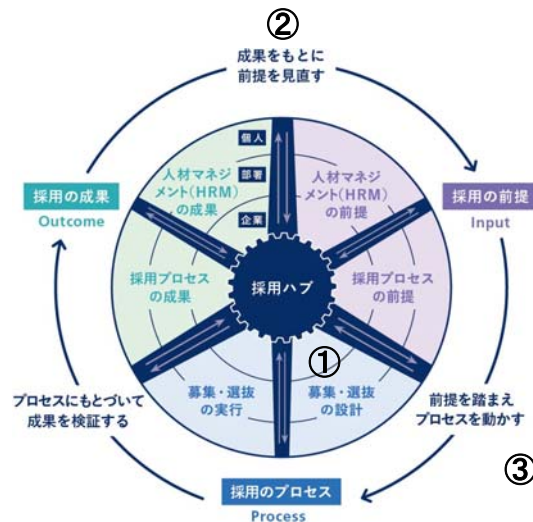 ②
成果をもとに
前提を見直す
個人
部署
企業
人材マネジ
メント(HRM)
の成果
人材マネジ
メント(HRM)
の前提
採用の成果
Outcome
採用の前提
Input
採用プロセス
の成果
採用ハブ
採用プロセス
の前提
①
募集・選抜
の実行
募集・選抜
の設計
プロセスにもとづいて
成果を検証する
前提を踏まえ
プロセスを動かす
③
採用のプロセス
Process